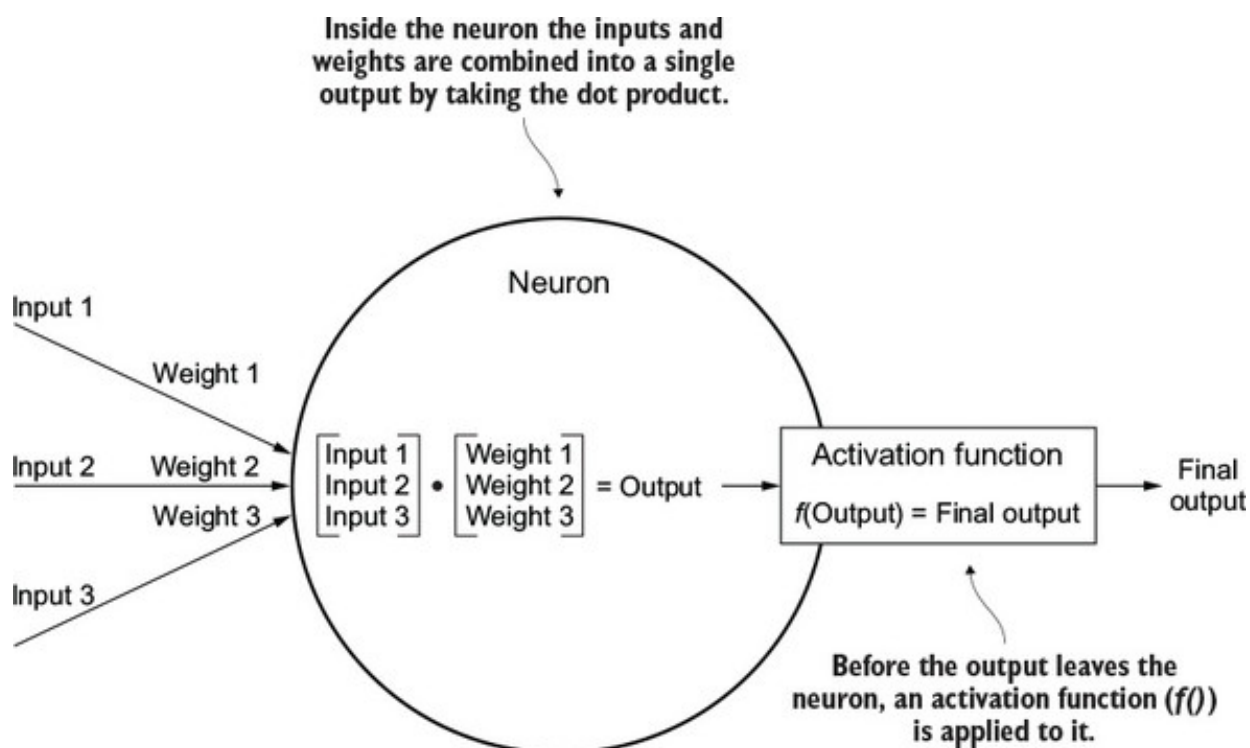 Inside the neuron the inputs and
weights are combined into a single
output by taking the dot product.
Neuron
Input 1
Weight 1
Input 2
Weight 2
Weight 3
Input 3
Input 1
Input 2
Input 3
•
Weight 1
Weight 2
Weight 3
= Output
Activation function
f(Output) = Final output
Final
output
Before the output leaves the
neuron, an activation function (f())
is applied to it.